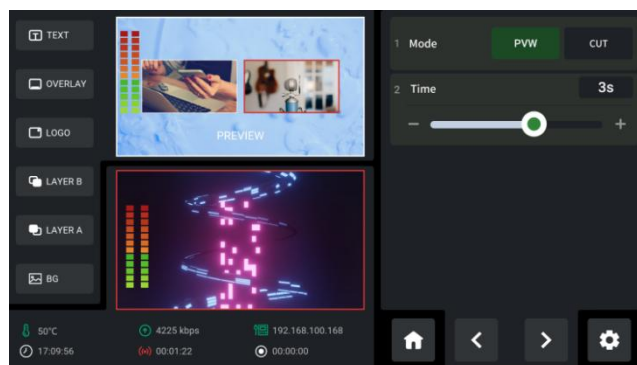 TEXT
OVERLAY
LOGO
LAYER B
LAYER A
BG
PREVIEW
50°C
4225 kbps
192.168.100.168
17:09:56
00:01:22
00:00:00
1 Mode PVW CUT
2 Time 3s